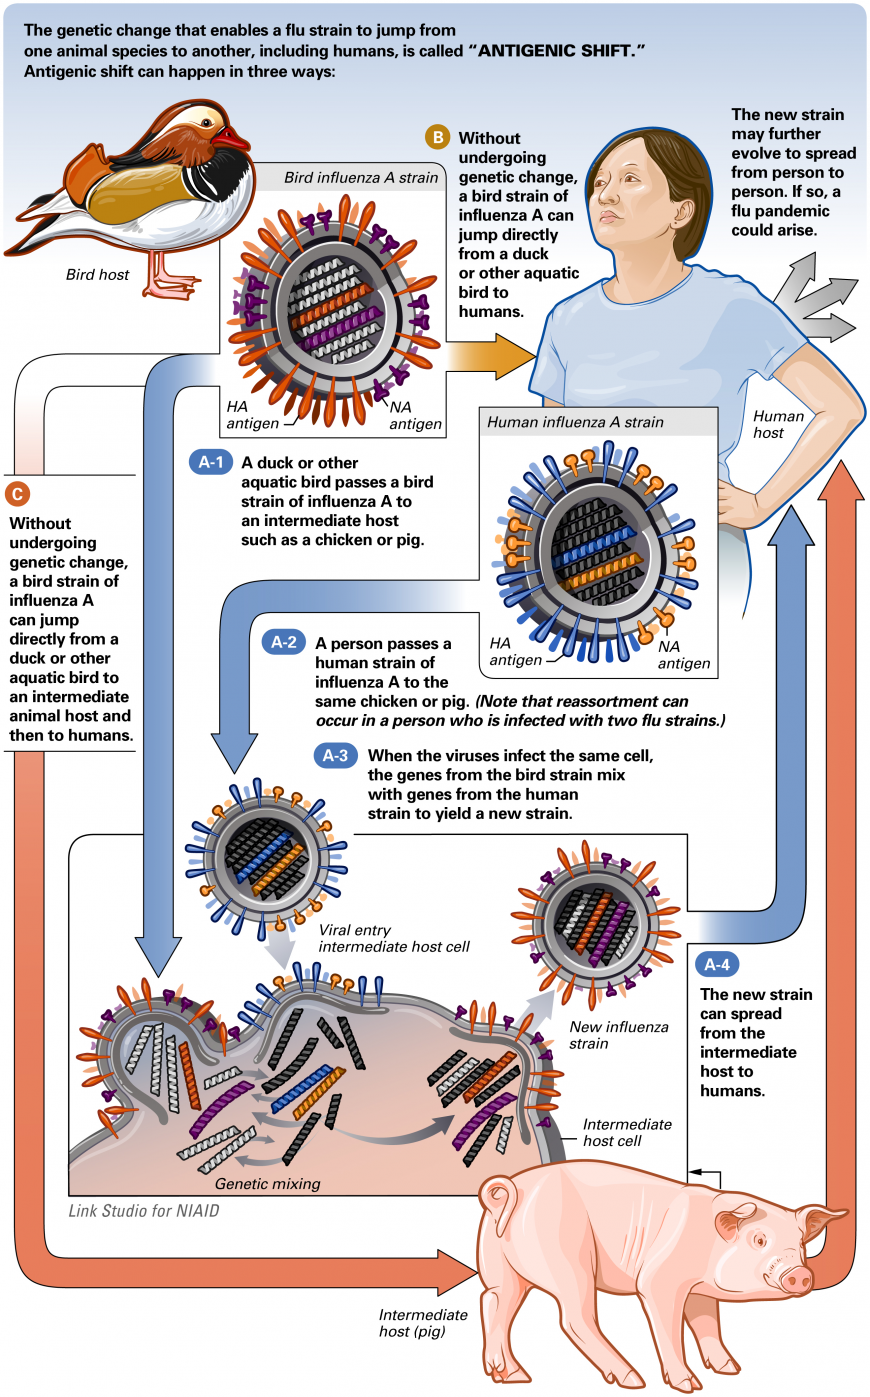 The genetic change that enables a flu strain to jump from
one animal species to another, including humans, is called “ANTIGENIC SHIFT.”
Antigenic shift can happen in three ways:
Bird host
Bird influenza A strain
HA
antigen
NA
antigen
B
Without
undergoing
genetic change,
a bird strain of
influenza A can
jump directly
from a duck
or other aquatic
bird to
humans.
The new strain
may further
evolve to spread
from person to
person. If so, a
flu pandemic
could arise.
Human
host
A-1
A duck or other
aquatic bird passes a bird
strain of influenza A to
an intermediate host
such as a chicken or pig.
Human influenza A strain
HA
antigen
NA
antigen
C
Without
undergoing
genetic change,
a bird strain of
influenza A
can jump
directly from a
duck or other
aquatic bird to
an intermediate
animal host and
then to humans.
A-2
A person passes a
human strain of
influenza A to the
same chicken or pig. (Note that reassortment can
occur in a person who is infected with two flu strains.)
A-3
When the viruses infect the same cell,
the genes from the bird strain mix
with genes from the human
strain to yield a new strain.
Viral entry
intermediate host cell
New influenza
strain
A-4
The new strain
can spread
from the
intermediate
host to
humans.
Intermediate
host cell
Genetic mixing
Link Studio for NIAID
Intermediate
host (pig)